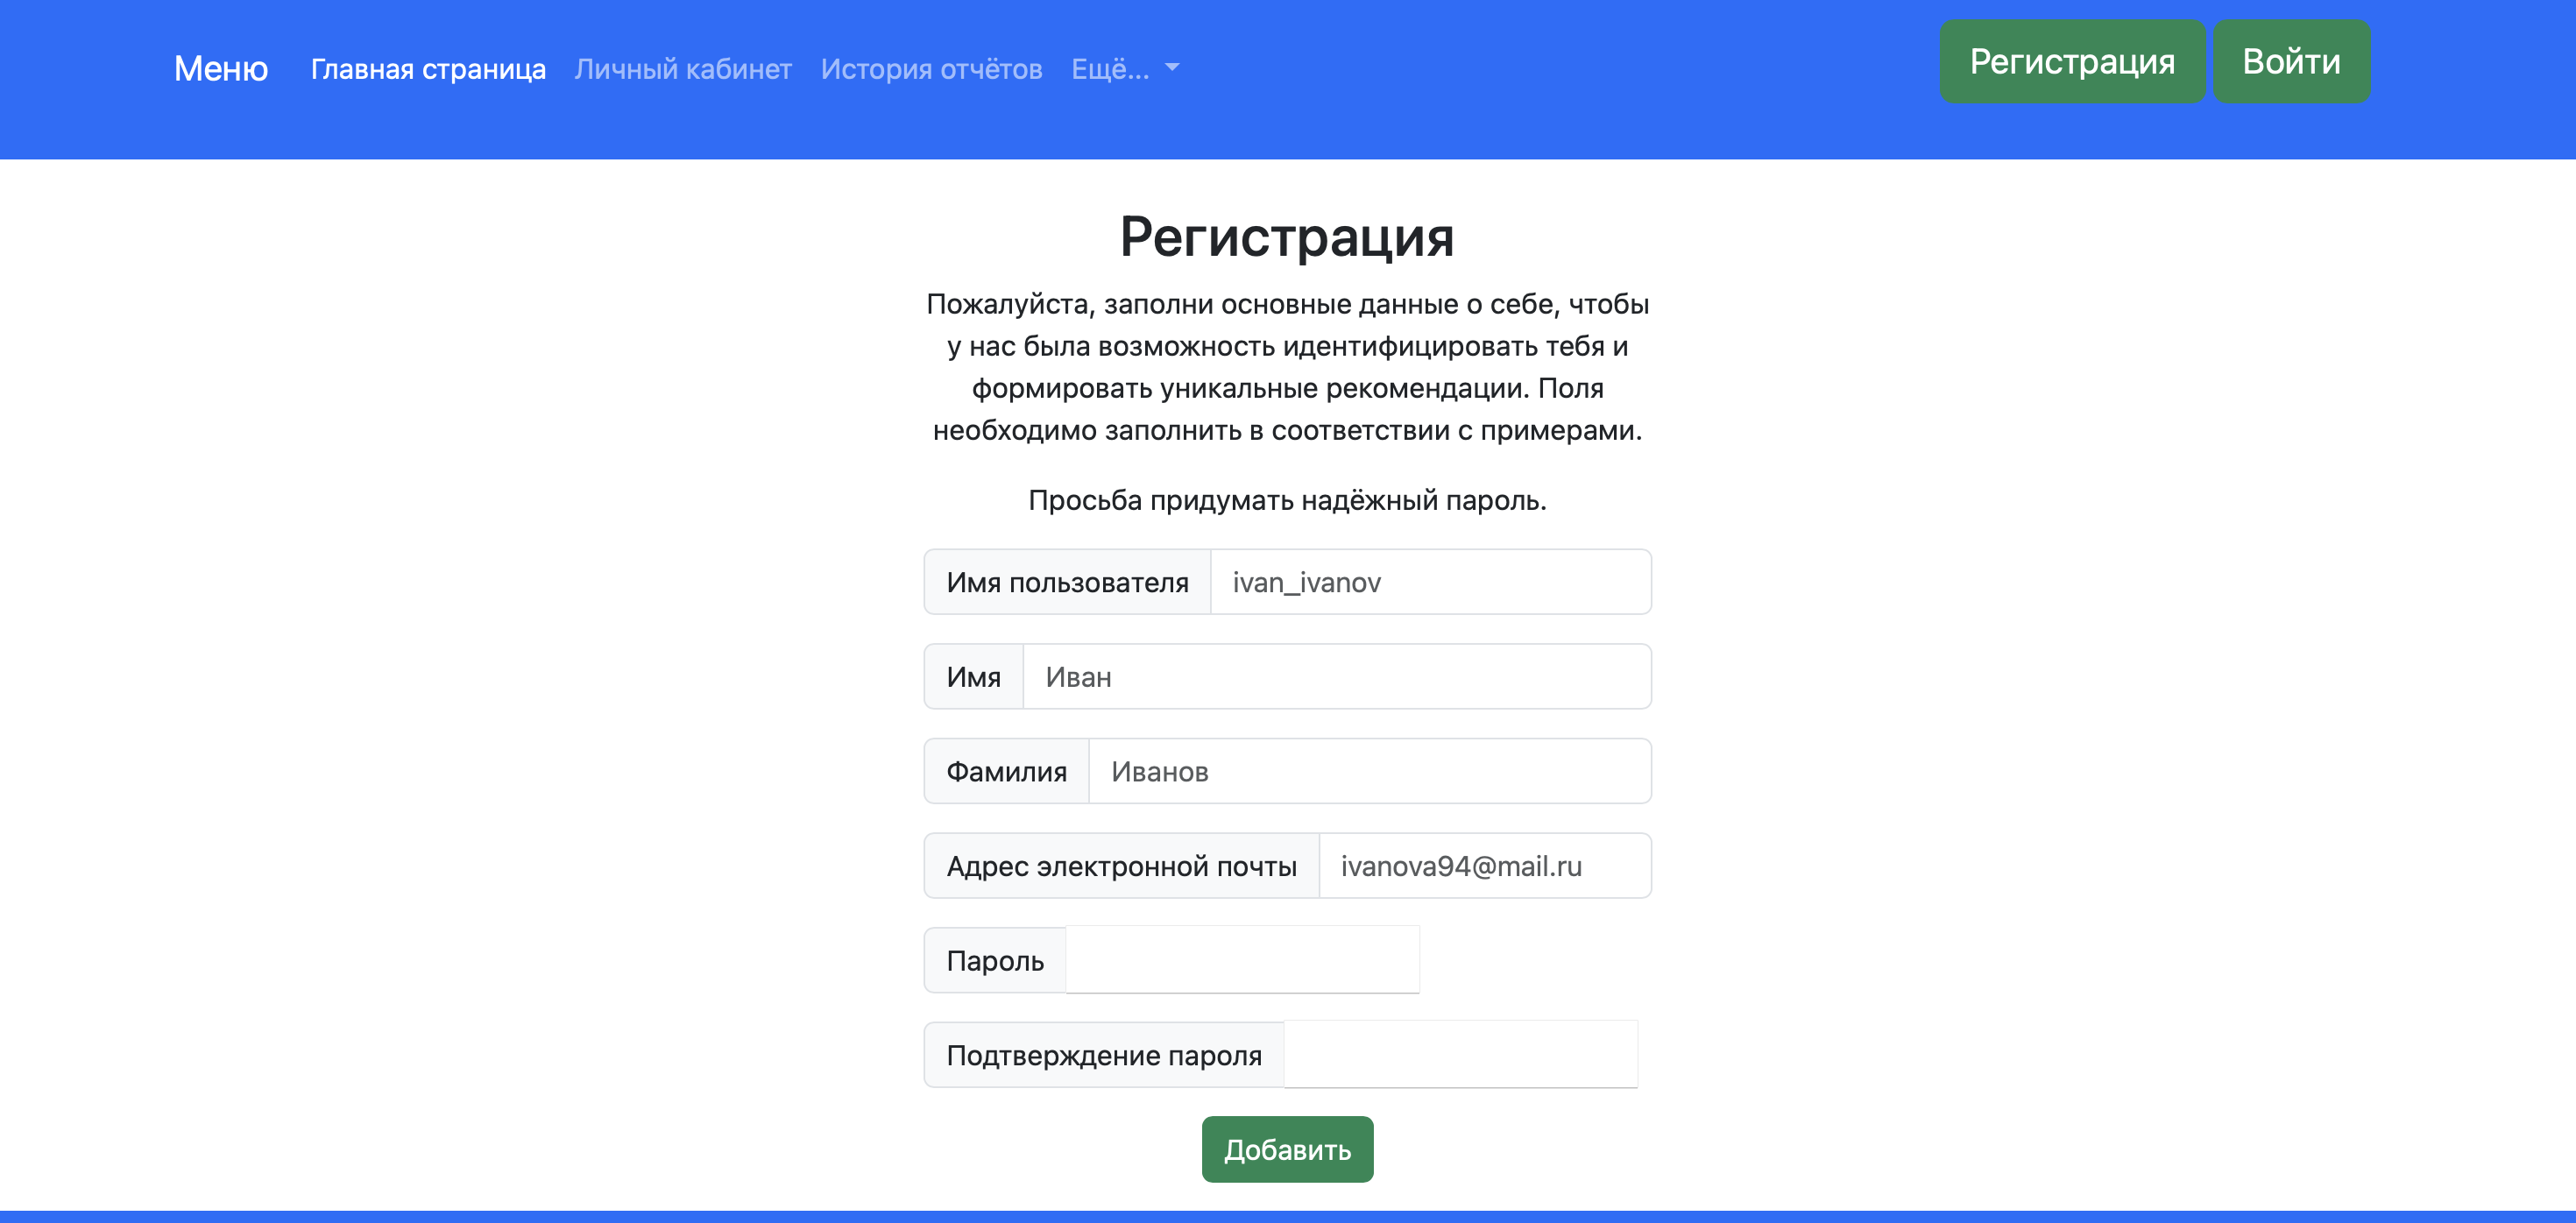 Меню Главная страница Личный кабинет История отчётов Ещё... Регистрация Войти
Регистрация
Пожалуйста, заполни основные данные о себе, чтобы
у нас была возможность идентифицировать тебя и
формировать уникальные рекомендации. Поля
необходимо заполнить в соответствии с примерами.
Просьба придумать надёжный пароль.
Имя пользователя ivan_ivanov
Имя Иван
Фамилия Иванов
Адрес электронной почты ivanova94@mail.ru
Пароль
Подтверждение пароля
Добавить